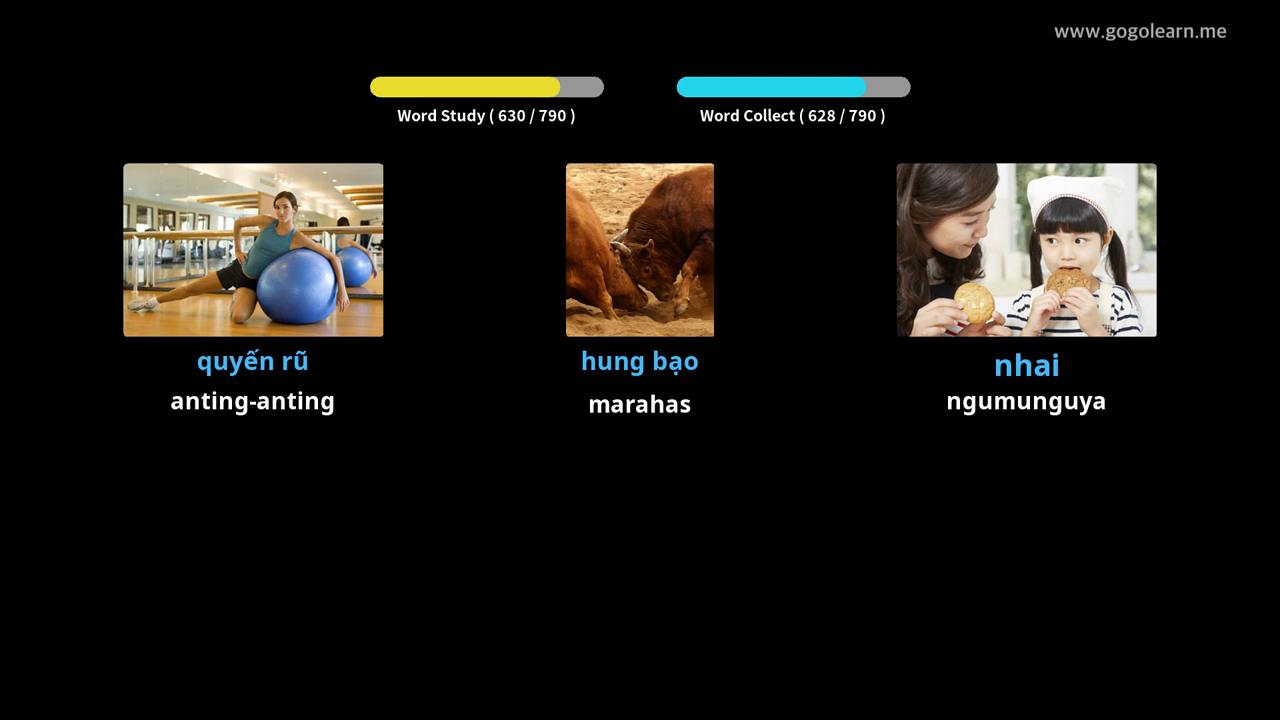 www.gogolearn.me
Word Study ( 630 / 790 )
Word Collect ( 628 / 790 )
quyến rũ
anting-anting
hung bạo
marahas
nhai
ngumunguya